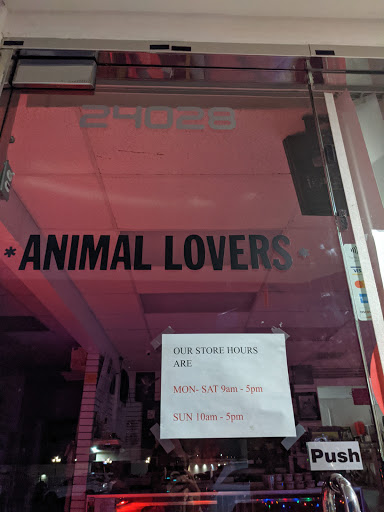 24028
*ANIMAL LOVERS*
OUR STORE HOURS
ARE
MON- SAT 9am - 5pm
SUN 10am - 5pm
Push